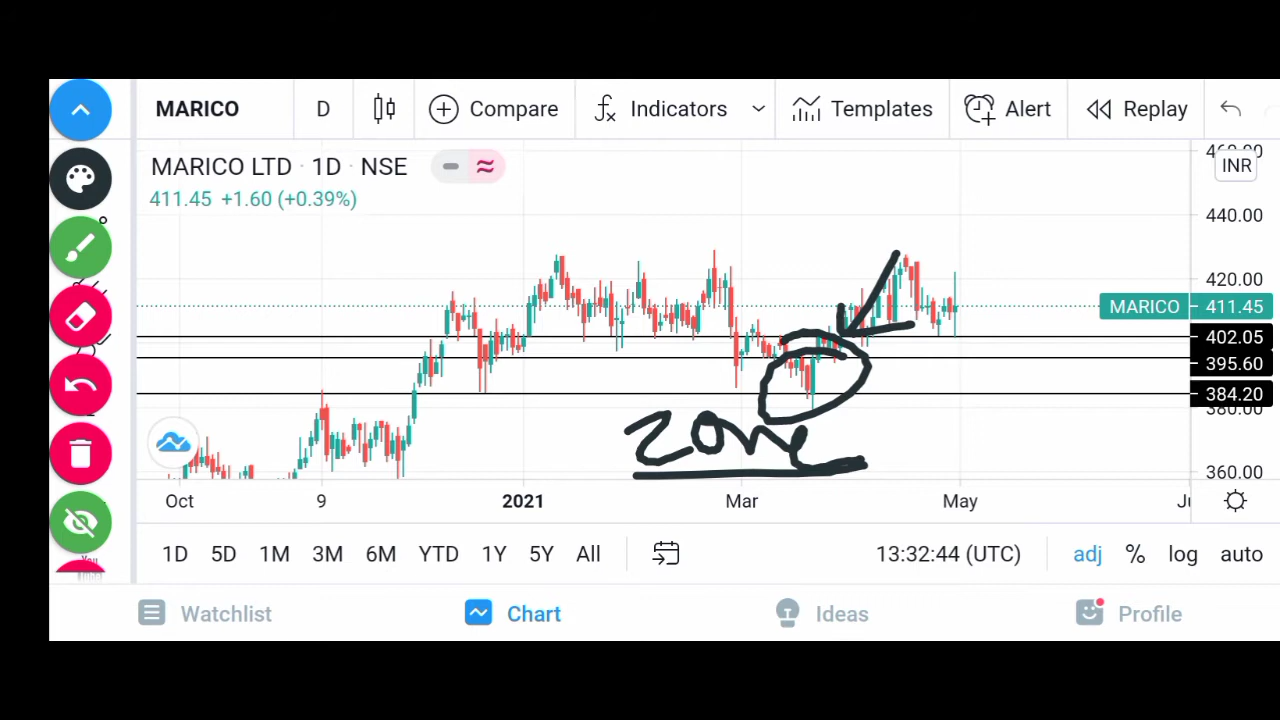 MARICO D Compare Indicators Templates Alert Replay
MARICO LTD · 1D · NSE
411.45 +1.60 (+0.39%)
INR
440.00
420.00
MARICO 411.45
402.05
395.60
384.20
360.00
zone
Oct 9 2021 Mar May
1D 5D 1M 3M 6M YTD 1Y 5Y All 13:32:44 (UTC) adj % log auto
Watchlist Chart Ideas Profile